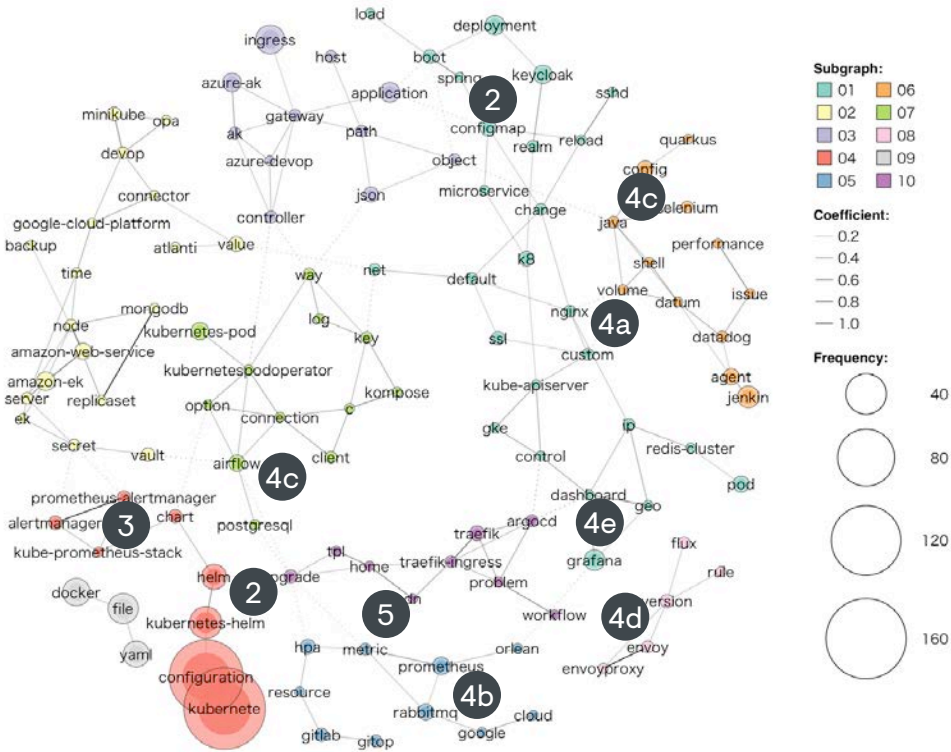 load
deployment
ingress
host
boot
spring
keycloak
azure-ak
application
sshd
2
minikube
opa
gateway
configmap
ak
path
realm
reload
quarkus
devop
azure-devop
object
config
connector
json
microservice
4c
selenium
google-cloud-platform
controller
change
java
backup
atlanti
value
performance
time
way
net
default
k8
shell
volume
datum
issue
mongodb
node
kubernetes-pod
log
key
nginx
4a
ssl
datadog
amazon-web-service
custom
amazon-ek
kubernetespodoperator
kube-apiserver
agent
server
replicaset
option
kompose
jenkin
ek
connection
c
gke
ip
secret
vault
airflow
client
control
redis-cluster
4c
pod
prometheus-alertmanager
dashboard
geo
alertmanager
3
chart
postgresql
argocd
4e
traefik
kube-prometheus-stack
tpl
home
traefik-ingress
grafana
flux
helm
2
problem
rule
docker
file
5
workflow
4d
version
kubernetes-helm
yaml
hpa
metric
prometheus
orlean
envoy
envoyproxy
configuration
resource
4b
kubernete
rabbitmq
cloud
gitlab
gitop
google
Subgraph:
01 06
02 07
03 08
04 09
05 10
Coefficient:
0.2
0.4
0.6
0.8
1.0
Frequency:
40
80
120
160